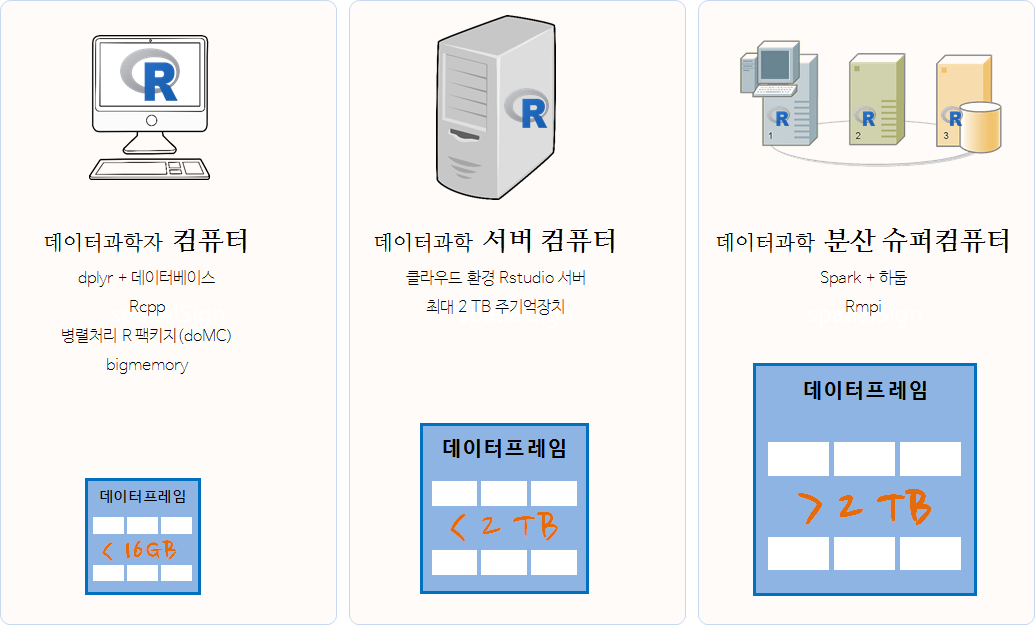 R
데이터과학자 컴퓨터
dplyr + 데이터베이스
Rcpp
병렬처리 R 팩키지(doMC)
bigmemory
데이터프레임
< 16GB
R
데이터과학 서버 컴퓨터
클라우드 환경 Rstudio 서버
최대 2 TB 주기억장치
데이터프레임
< 2 TB
R
1
R
2
R
3
데이터과학 분산 슈퍼컴퓨터
Spark + 하둡
Rmpi
데이터프레임
> 2 TB